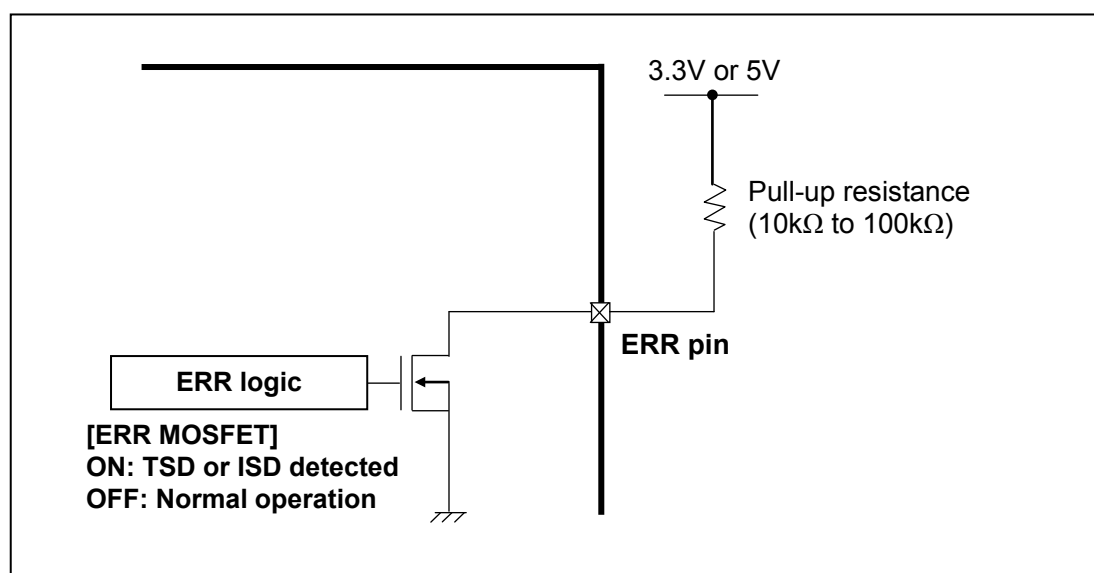 3.3V or 5V
Pull-up resistance
(10kΩ to 100kΩ)
ERR pin
ERR logic
[ERR MOSFET]
ON: TSD or ISD detected
OFF: Normal operation